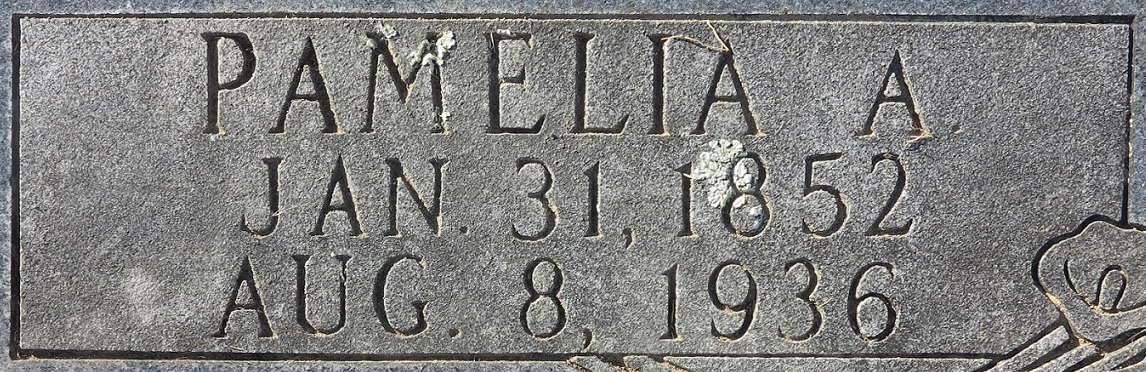 PAMELIA A
JAN. 31, 1852
AUG. 8, 1936